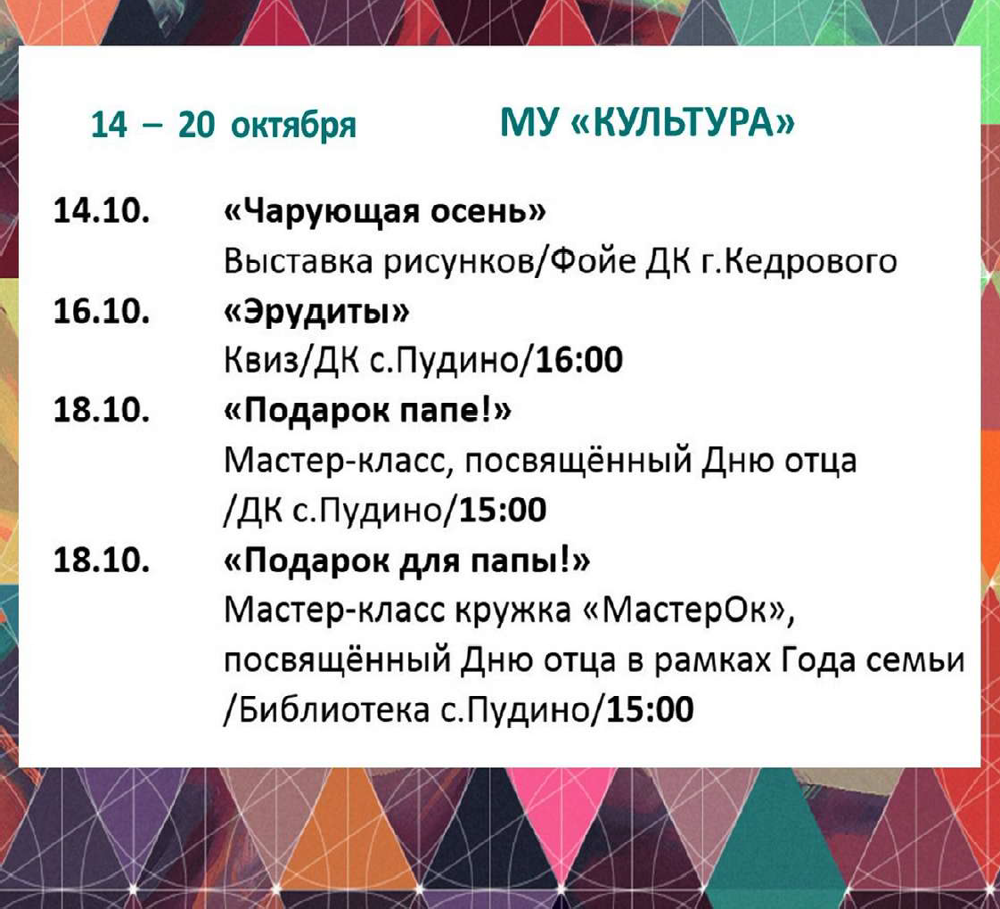 14 – 20 октября МУ «КУЛЬТУРА»
14.10. «Чарующая осень»
Выставка рисунков/Фойе ДК г.Кедрового
16.10. «Эрудиты»
Квиз/ДК с.Пудино/16:00
18.10. «Подарок папе!»
Мастер-класс, посвящённый Дню отца
/ДК с.Пудино/15:00
18.10. «Подарок для папы!»
Мастер-класс кружка «МастерОк»,
посвящённый Дню отца в рамках Года семьи
/Библиотека с.Пудино/15:00